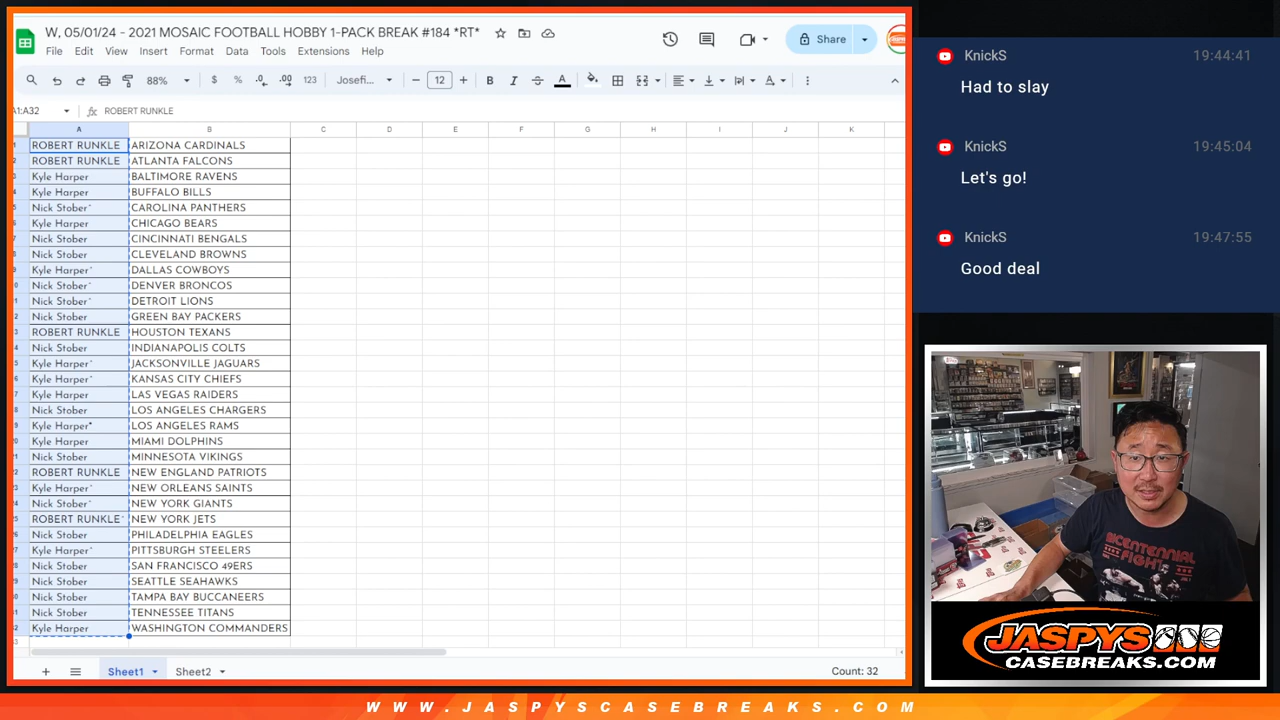 W, 05/01/24 - 2021 MOSAIC FOOTBALL HOBBY 1-PACK BREAK #184 *RT*
File Edit View Insert Format Data Tools Extensions Help
Share
88% $ % .0 .00 123 Josefi... 12 B I A
A1:A32 fx ROBERT RUNKLE
A B C D E F G H I J K
ROBERT RUNKLE ARIZONA CARDINALS
ROBERT RUNKLE ATLANTA FALCONS
Kyle Harper BALTIMORE RAVENS
Kyle Harper BUFFALO BILLS
Nick Stober* CAROLINA PANTHERS
Kyle Harper CHICAGO BEARS
Nick Stober CINCINNATI BENGALS
Nick Stober CLEVELAND BROWNS
Kyle Harper* DALLAS COWBOYS
Nick Stober* DENVER BRONCOS
Nick Stober* DETROIT LIONS
Nick Stober GREEN BAY PACKERS
ROBERT RUNKLE HOUSTON TEXANS
Nick Stober INDIANAPOLIS COLTS
Kyle Harper* JACKSONVILLE JAGUARS
Kyle Harper* KANSAS CITY CHIEFS
Kyle Harper LAS VEGAS RAIDERS
Nick Stober LOS ANGELES CHARGERS
Kyle Harper* LOS ANGELES RAMS
Kyle Harper MIAMI DOLPHINS
Nick Stober MINNESOTA VIKINGS
ROBERT RUNKLE NEW ENGLAND PATRIOTS
Kyle Harper* NEW ORLEANS SAINTS
Nick Stober* NEW YORK GIANTS
ROBERT RUNKLE* NEW YORK JETS
Nick Stober PHILADELPHIA EAGLES
Kyle Harper* PITTSBURGH STEELERS
Nick Stober SAN FRANCISCO 49ERS
Nick Stober SEATTLE SEAHAWKS
Nick Stober TAMPA BAY BUCCANEERS
Nick Stober TENNESSEE TITANS
Kyle Harper WASHINGTON COMMANDERS
Sheet1 Sheet2 Count: 32
KnickS 19:44:41
Had to slay
KnickS 19:45:04
Let's go!
KnickS 19:47:55
Good deal
BICENTENNIAL
FIGHT
JASPYS
CASEBREAKS.COM
WWW.JASPYSCASEBREAKS.COM